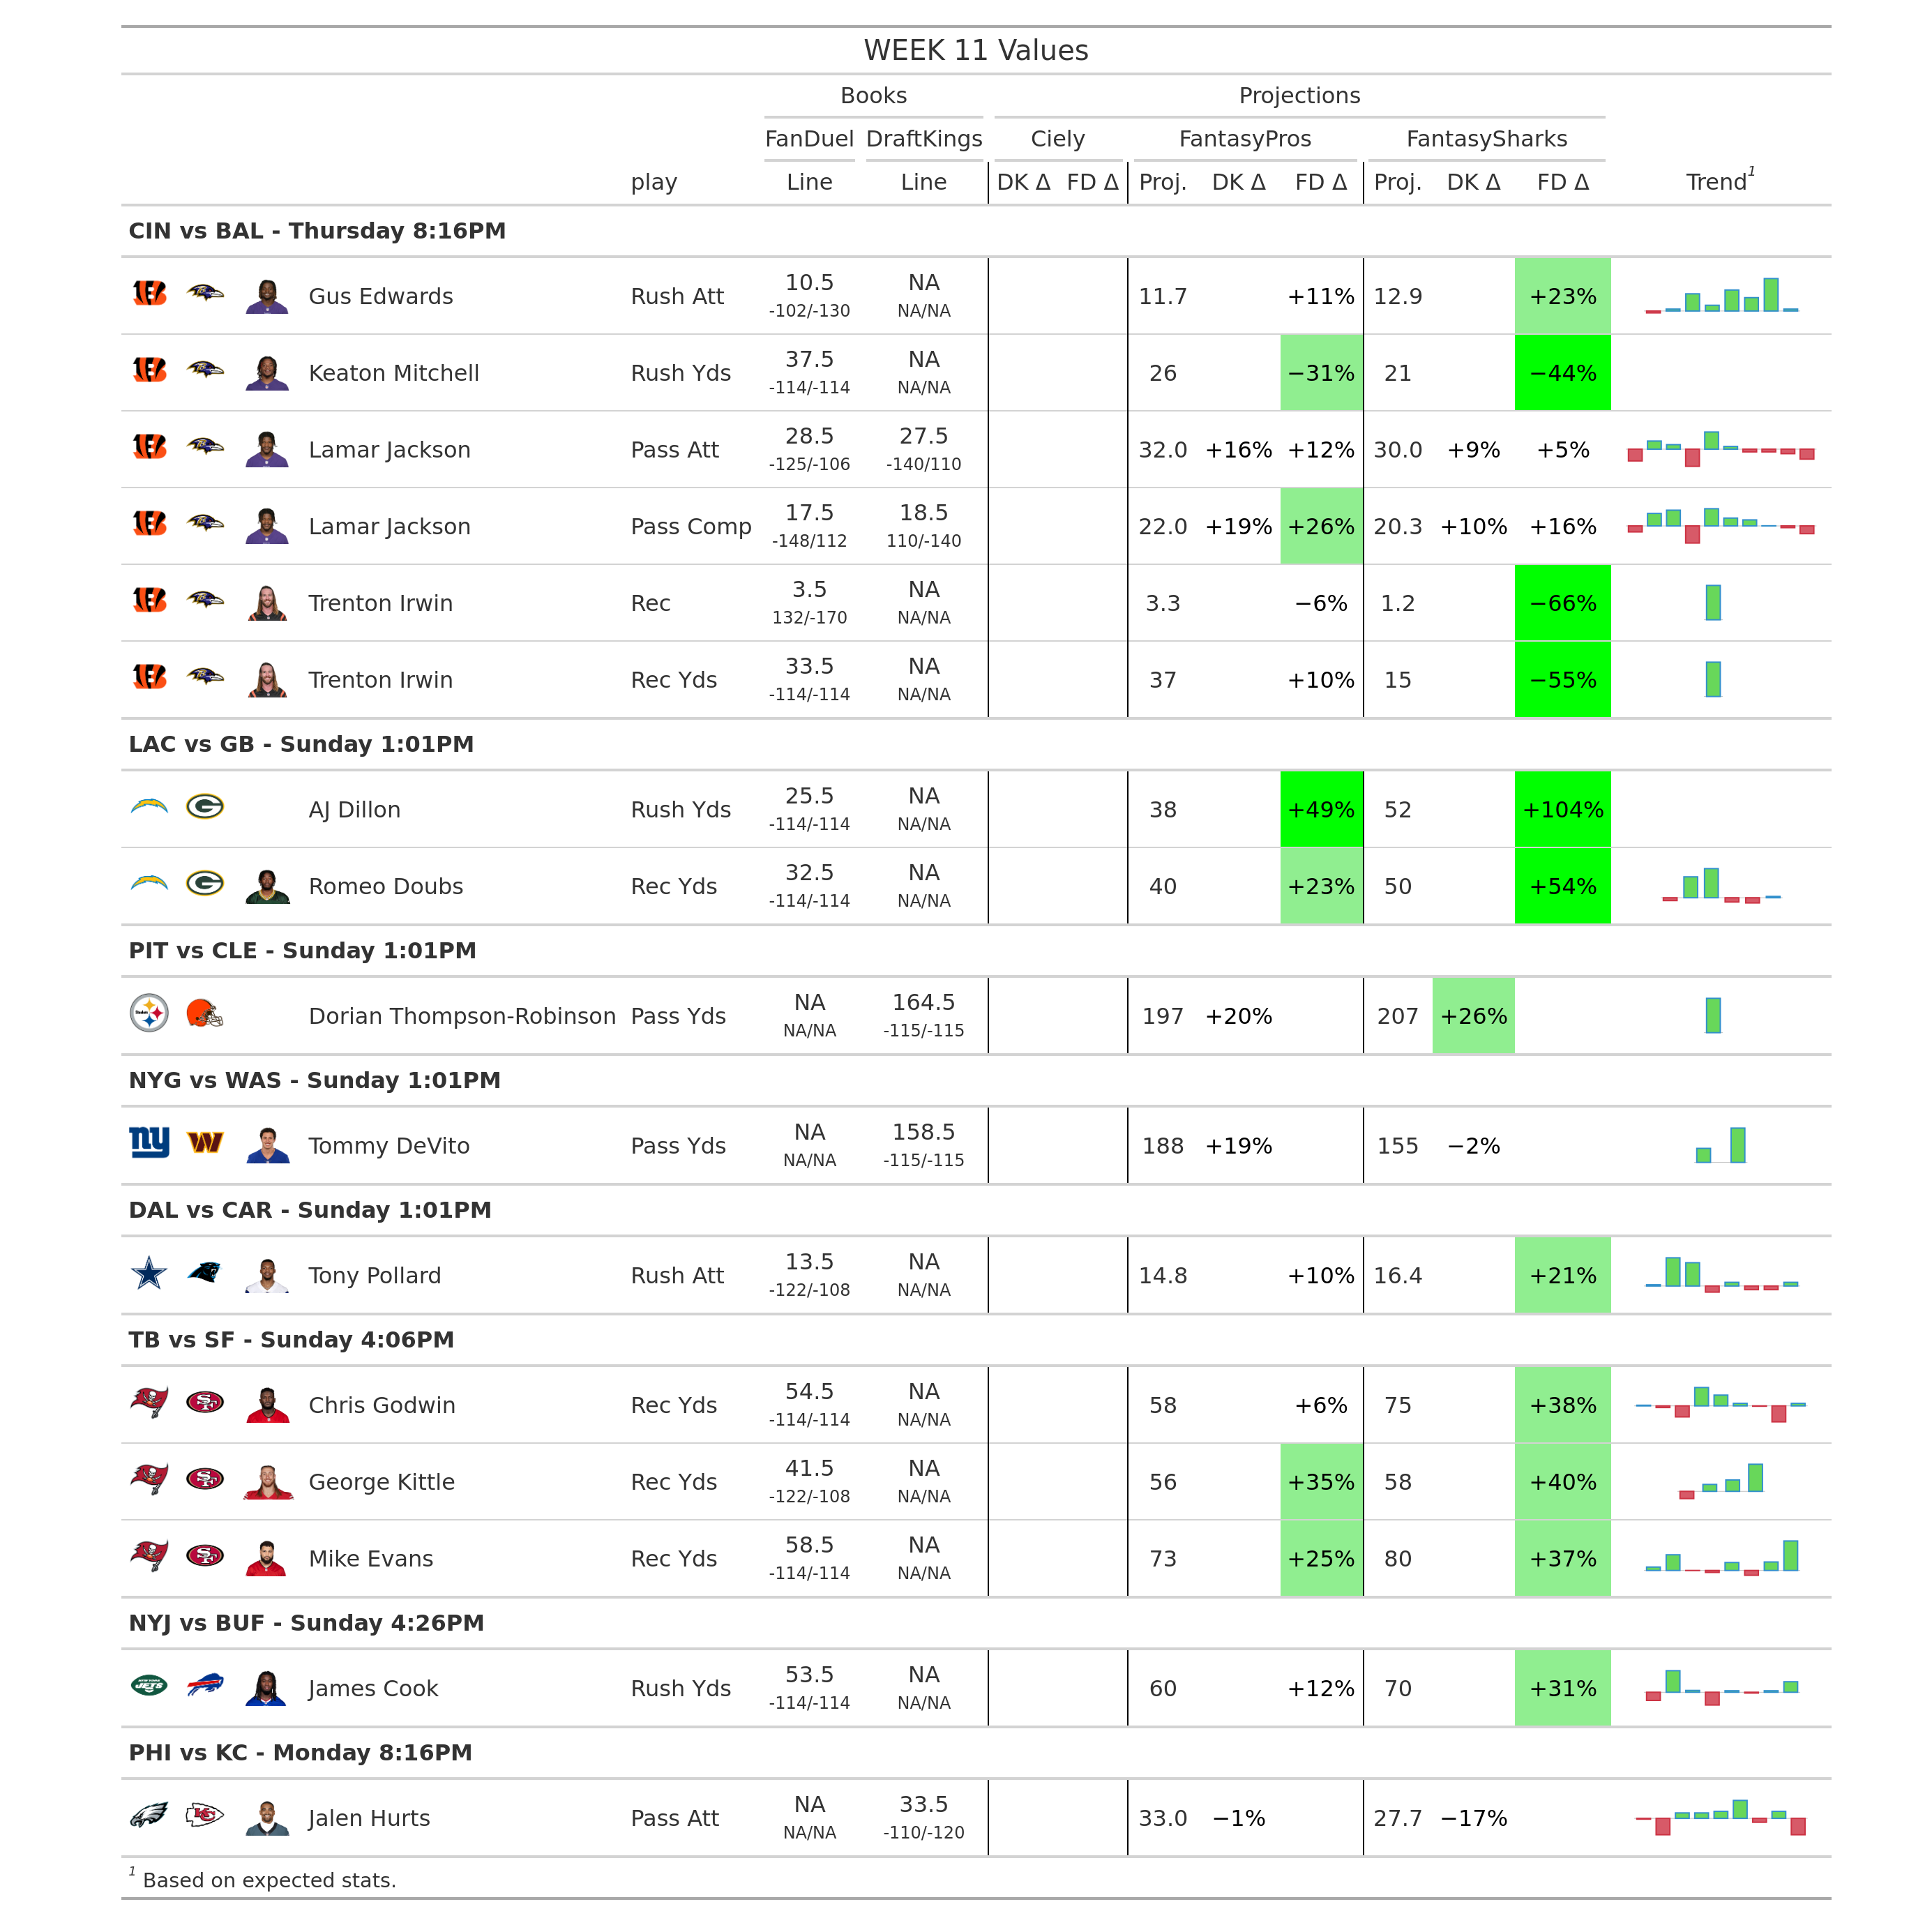 WEEK 11 Values
Books Projections
FanDuel DraftKings Ciely FantasyPros FantasySharks
play Line Line DK Δ FD Δ Proj. DK Δ FD Δ Proj. DK Δ FD Δ Trend1
CIN vs BAL - Thursday 8:16PM
Gus Edwards Rush Att 10.5 NA 11.7 +11% 12.9 +23%
-102/-130 NA/NA
Keaton Mitchell Rush Yds 37.5 NA 26 −31% 21 −44%
-114/-114 NA/NA
Lamar Jackson Pass Att 28.5 27.5 32.0 +16% +12% 30.0 +9% +5%
-125/-106 -140/110
Lamar Jackson Pass Comp 17.5 18.5 22.0 +19% +26% 20.3 +10% +16%
-148/112 110/-140
Trenton Irwin Rec 3.5 NA 3.3 −6% 1.2 −66%
132/-170 NA/NA
Trenton Irwin Rec Yds 33.5 NA 37 +10% 15 −55%
-114/-114 NA/NA
LAC vs GB - Sunday 1:01PM
AJ Dillon Rush Yds 25.5 NA 38 +49% 52 +104%
-114/-114 NA/NA
Romeo Doubs Rec Yds 32.5 NA 40 +23% 50 +54%
-114/-114 NA/NA
PIT vs CLE - Sunday 1:01PM
Dorian Thompson-Robinson Pass Yds NA 164.5 197 +20% 207 +26%
NA/NA -115/-115
NYG vs WAS - Sunday 1:01PM
Tommy DeVito Pass Yds NA 158.5 188 +19% 155 −2%
NA/NA -115/-115
DAL vs CAR - Sunday 1:01PM
Tony Pollard Rush Att 13.5 NA 14.8 +10% 16.4 +21%
-122/-108 NA/NA
TB vs SF - Sunday 4:06PM
Chris Godwin Rec Yds 54.5 NA 58 +6% 75 +38%
-114/-114 NA/NA
George Kittle Rec Yds 41.5 NA 56 +35% 58 +40%
-122/-108 NA/NA
Mike Evans Rec Yds 58.5 NA 73 +25% 80 +37%
-114/-114 NA/NA
NYJ vs BUF - Sunday 4:26PM
James Cook Rush Yds 53.5 NA 60 +12% 70 +31%
-114/-114 NA/NA
PHI vs KC - Monday 8:16PM
Jalen Hurts Pass Att NA 33.5 33.0 −1% 27.7 −17%
NA/NA -110/-120
1 Based on expected stats.